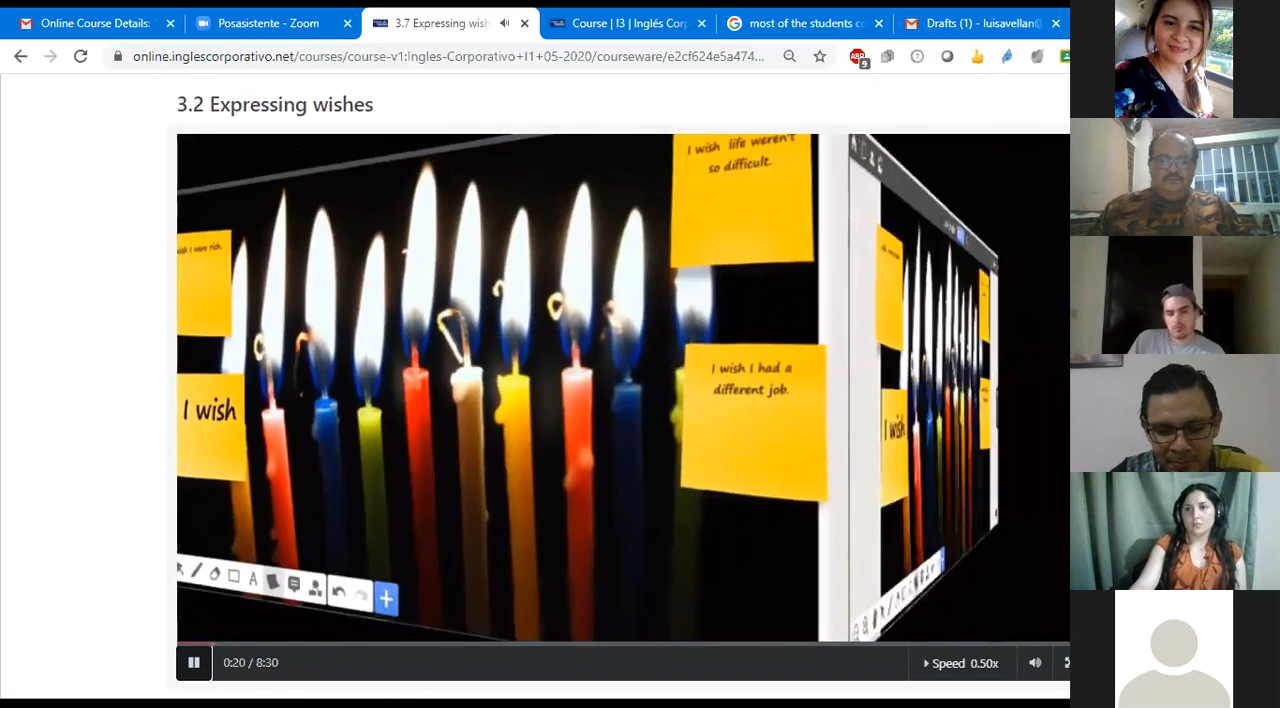 Online Course Details:
Posasistente - Zoom
3.7 Expressing wish
Course | I3 | Inglés Corp
most of the students co
Drafts (1) - luisavellan@
online.inglescorporativo.net/courses/course-v1:Ingles-Corporativo+I1+05-2020/courseware/e2cf624e5a474...
9
3.2 Expressing wishes
I wish life weren't
so difficult.
wish I were rich.
I wish
I wish I had a
different job.
I wish
A
0:20 / 8:30
Speed 0.50x